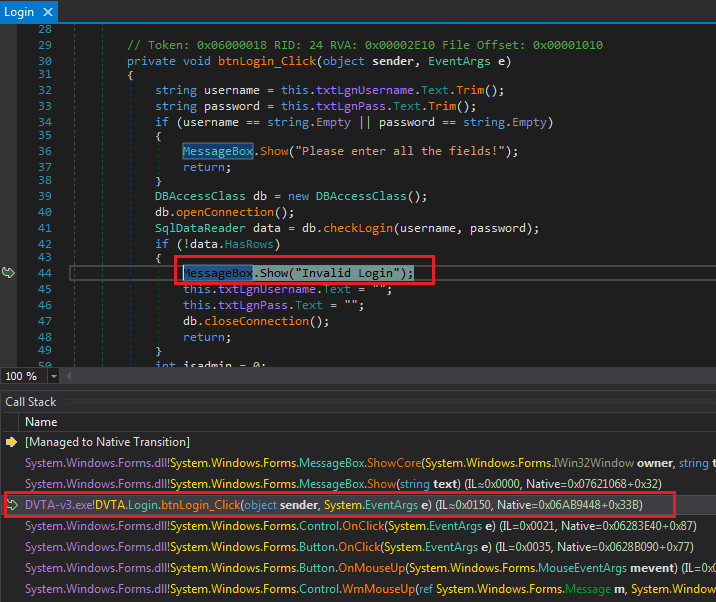 Login ×
28
29 // Token: 0x06000018 RID: 24 RVA: 0x00002E10 File Offset: 0x00001010
30 private void btnLogin_Click(object sender, EventArgs e)
31 {
32 string username = this.txtLgnUsername.Text.Trim();
33 string password = this.txtLgnPass.Text.Trim();
34 if (username == string.Empty || password == string.Empty)
35 {
36 MessageBox.Show("Please enter all the fields!");
37 return;
38 }
39 DBAccessClass db = new DBAccessClass();
40 db.openConnection();
41 SqlDataReader data = db.checkLogin(username, password);
42 if (!data.HasRows)
43 {
44 MessageBox.Show("Invalid Login");
45 this.txtLgnUsername.Text = "";
46 this.txtLgnPass.Text = "";
47 db.closeConnection();
48 return;
49 }
50 int isadmin = 0;
100 %
Call Stack
Name
[Managed to Native Transition]
System.Windows.Forms.dll!System.Windows.Forms.MessageBox.ShowCore(System.Windows.Forms.IWin32Window owner, string t
System.Windows.Forms.dll!System.Windows.Forms.MessageBox.Show(string text) (IL≈0x0000, Native=0x07621068+0x32)
DVTA-v3.exe!DVTA.Login.btnLogin_Click(object sender, System.EventArgs e) (IL≈0x0150, Native=0x06AB9448+0x33B)
System.Windows.Forms.dll!System.Windows.Forms.Control.OnClick(System.EventArgs e) (IL=0x0021, Native=0x06283E40+0x87)
System.Windows.Forms.dll!System.Windows.Forms.Button.OnClick(System.EventArgs e) (IL=0x0035, Native=0x0628B090+0x77)
System.Windows.Forms.dll!System.Windows.Forms.Button.OnMouseUp(System.Windows.Forms.MouseEventArgs mevent) (IL=0x0
System.Windows.Forms.dll!System.Windows.Forms.Control.WmMouseUp(ref System.Windows.Forms.Message m, System.Window